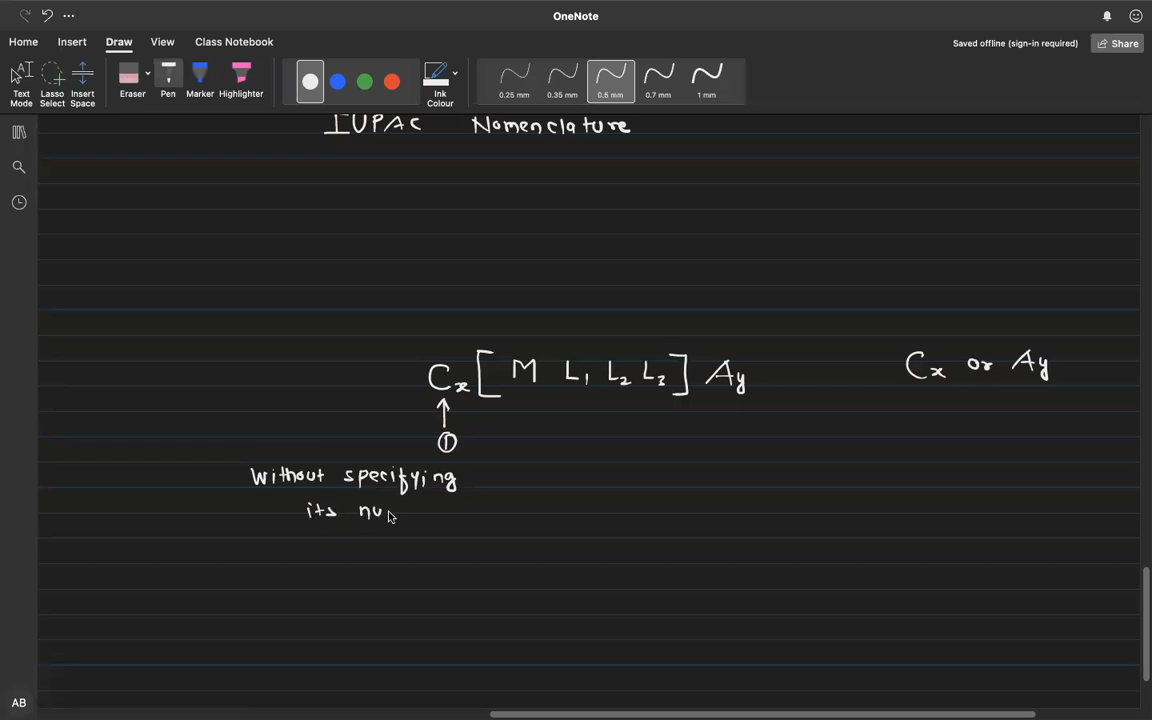 OneNote
Home Insert Draw View Class Notebook
Saved offline (sign-in required) Share
Text Mode
Lasso Select
Insert Space
Eraser
Pen
Marker
Highlighter
Ink Colour
0.25 mm 0.35 mm 0.5 mm 0.7 mm 1 mm
IUPAC Nomenclature
Cₓ [ M L₁ L₂ L₃ ] Aᵧ Cₓ or Aᵧ
↑
①
Without specifying
its nu
AB